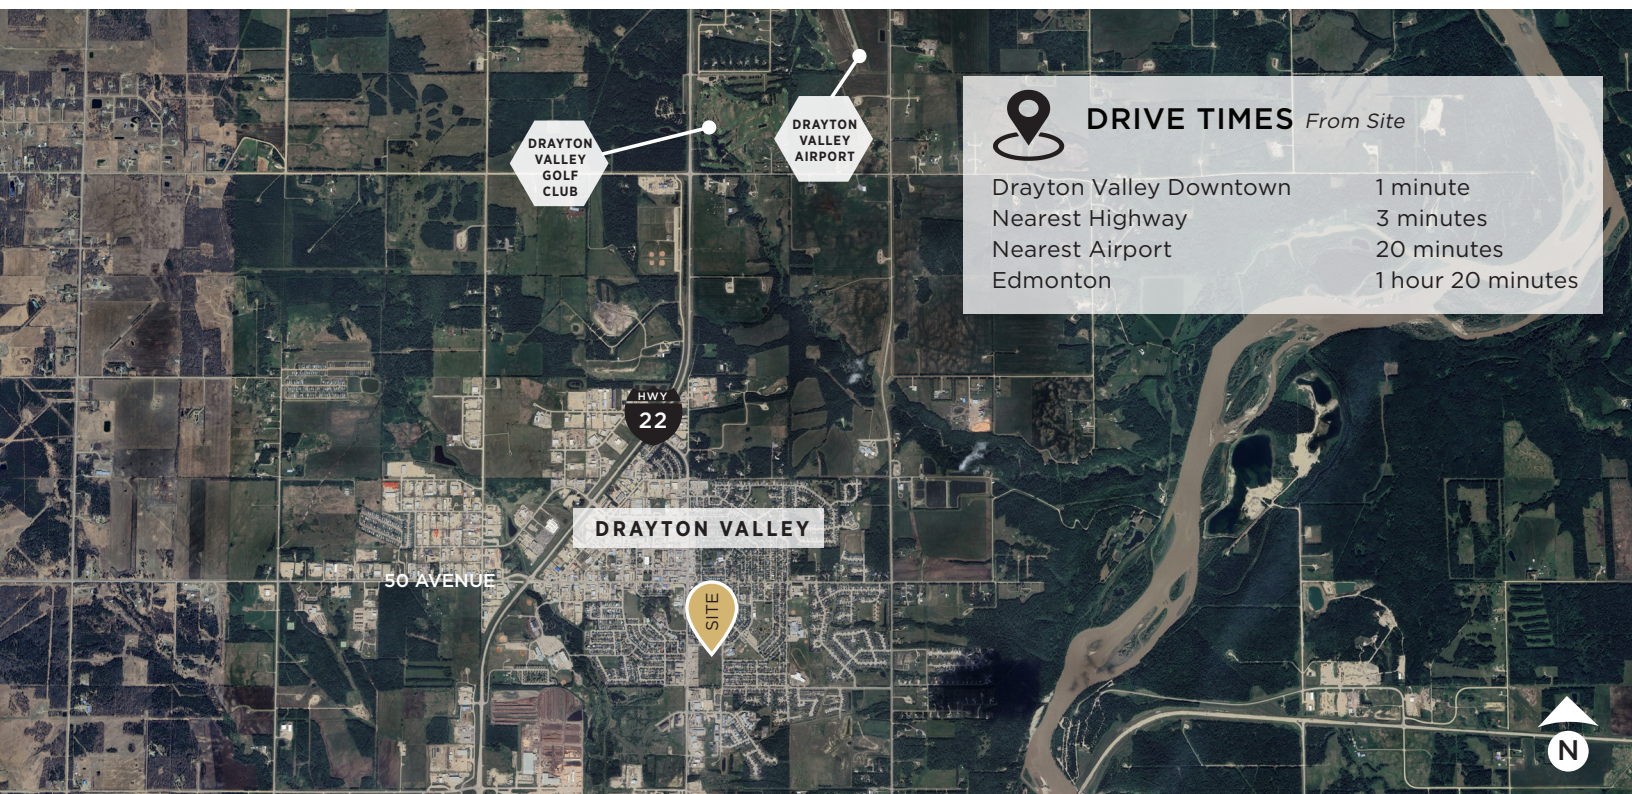 DRAYTON
VALLEY
GOLF
CLUB
DRAYTON
VALLEY
AIRPORT
DRIVE TIMES From Site
Drayton Valley Downtown 1 minute
Nearest Highway 3 minutes
Nearest Airport 20 minutes
Edmonton 1 hour 20 minutes
HWY
22
DRAYTON VALLEY
50 AVENUE
SITE
N